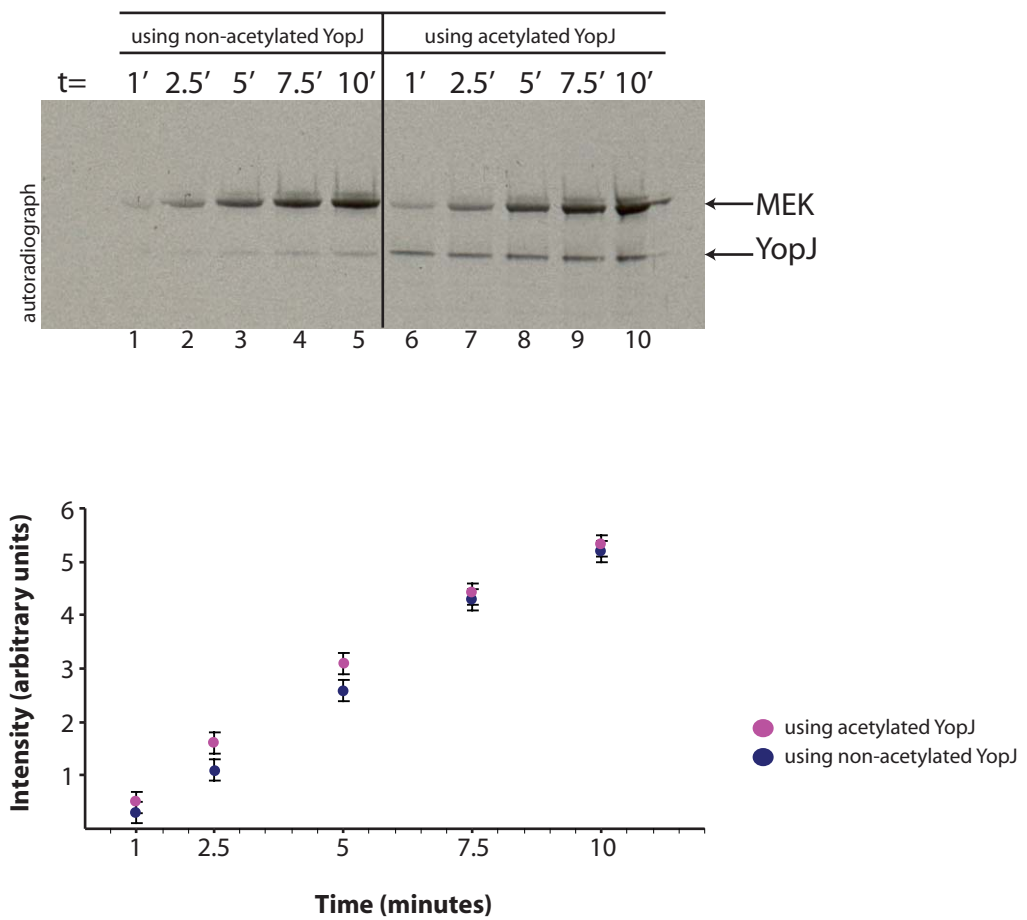 using non-acetylated YopJ using acetylated YopJ
t= 1′ 2.5′ 5′ 7.5′ 10′ 1′ 2.5′ 5′ 7.5′ 10′
autoradiograph
MEK
YopJ
1 2 3 4 5 6 7 8 9 10
Intensity (arbitrary units)
6
5
4
3
2
1
using acetylated YopJ
using non-acetylated YopJ
1 2.5 5 7.5 10
Time (minutes)